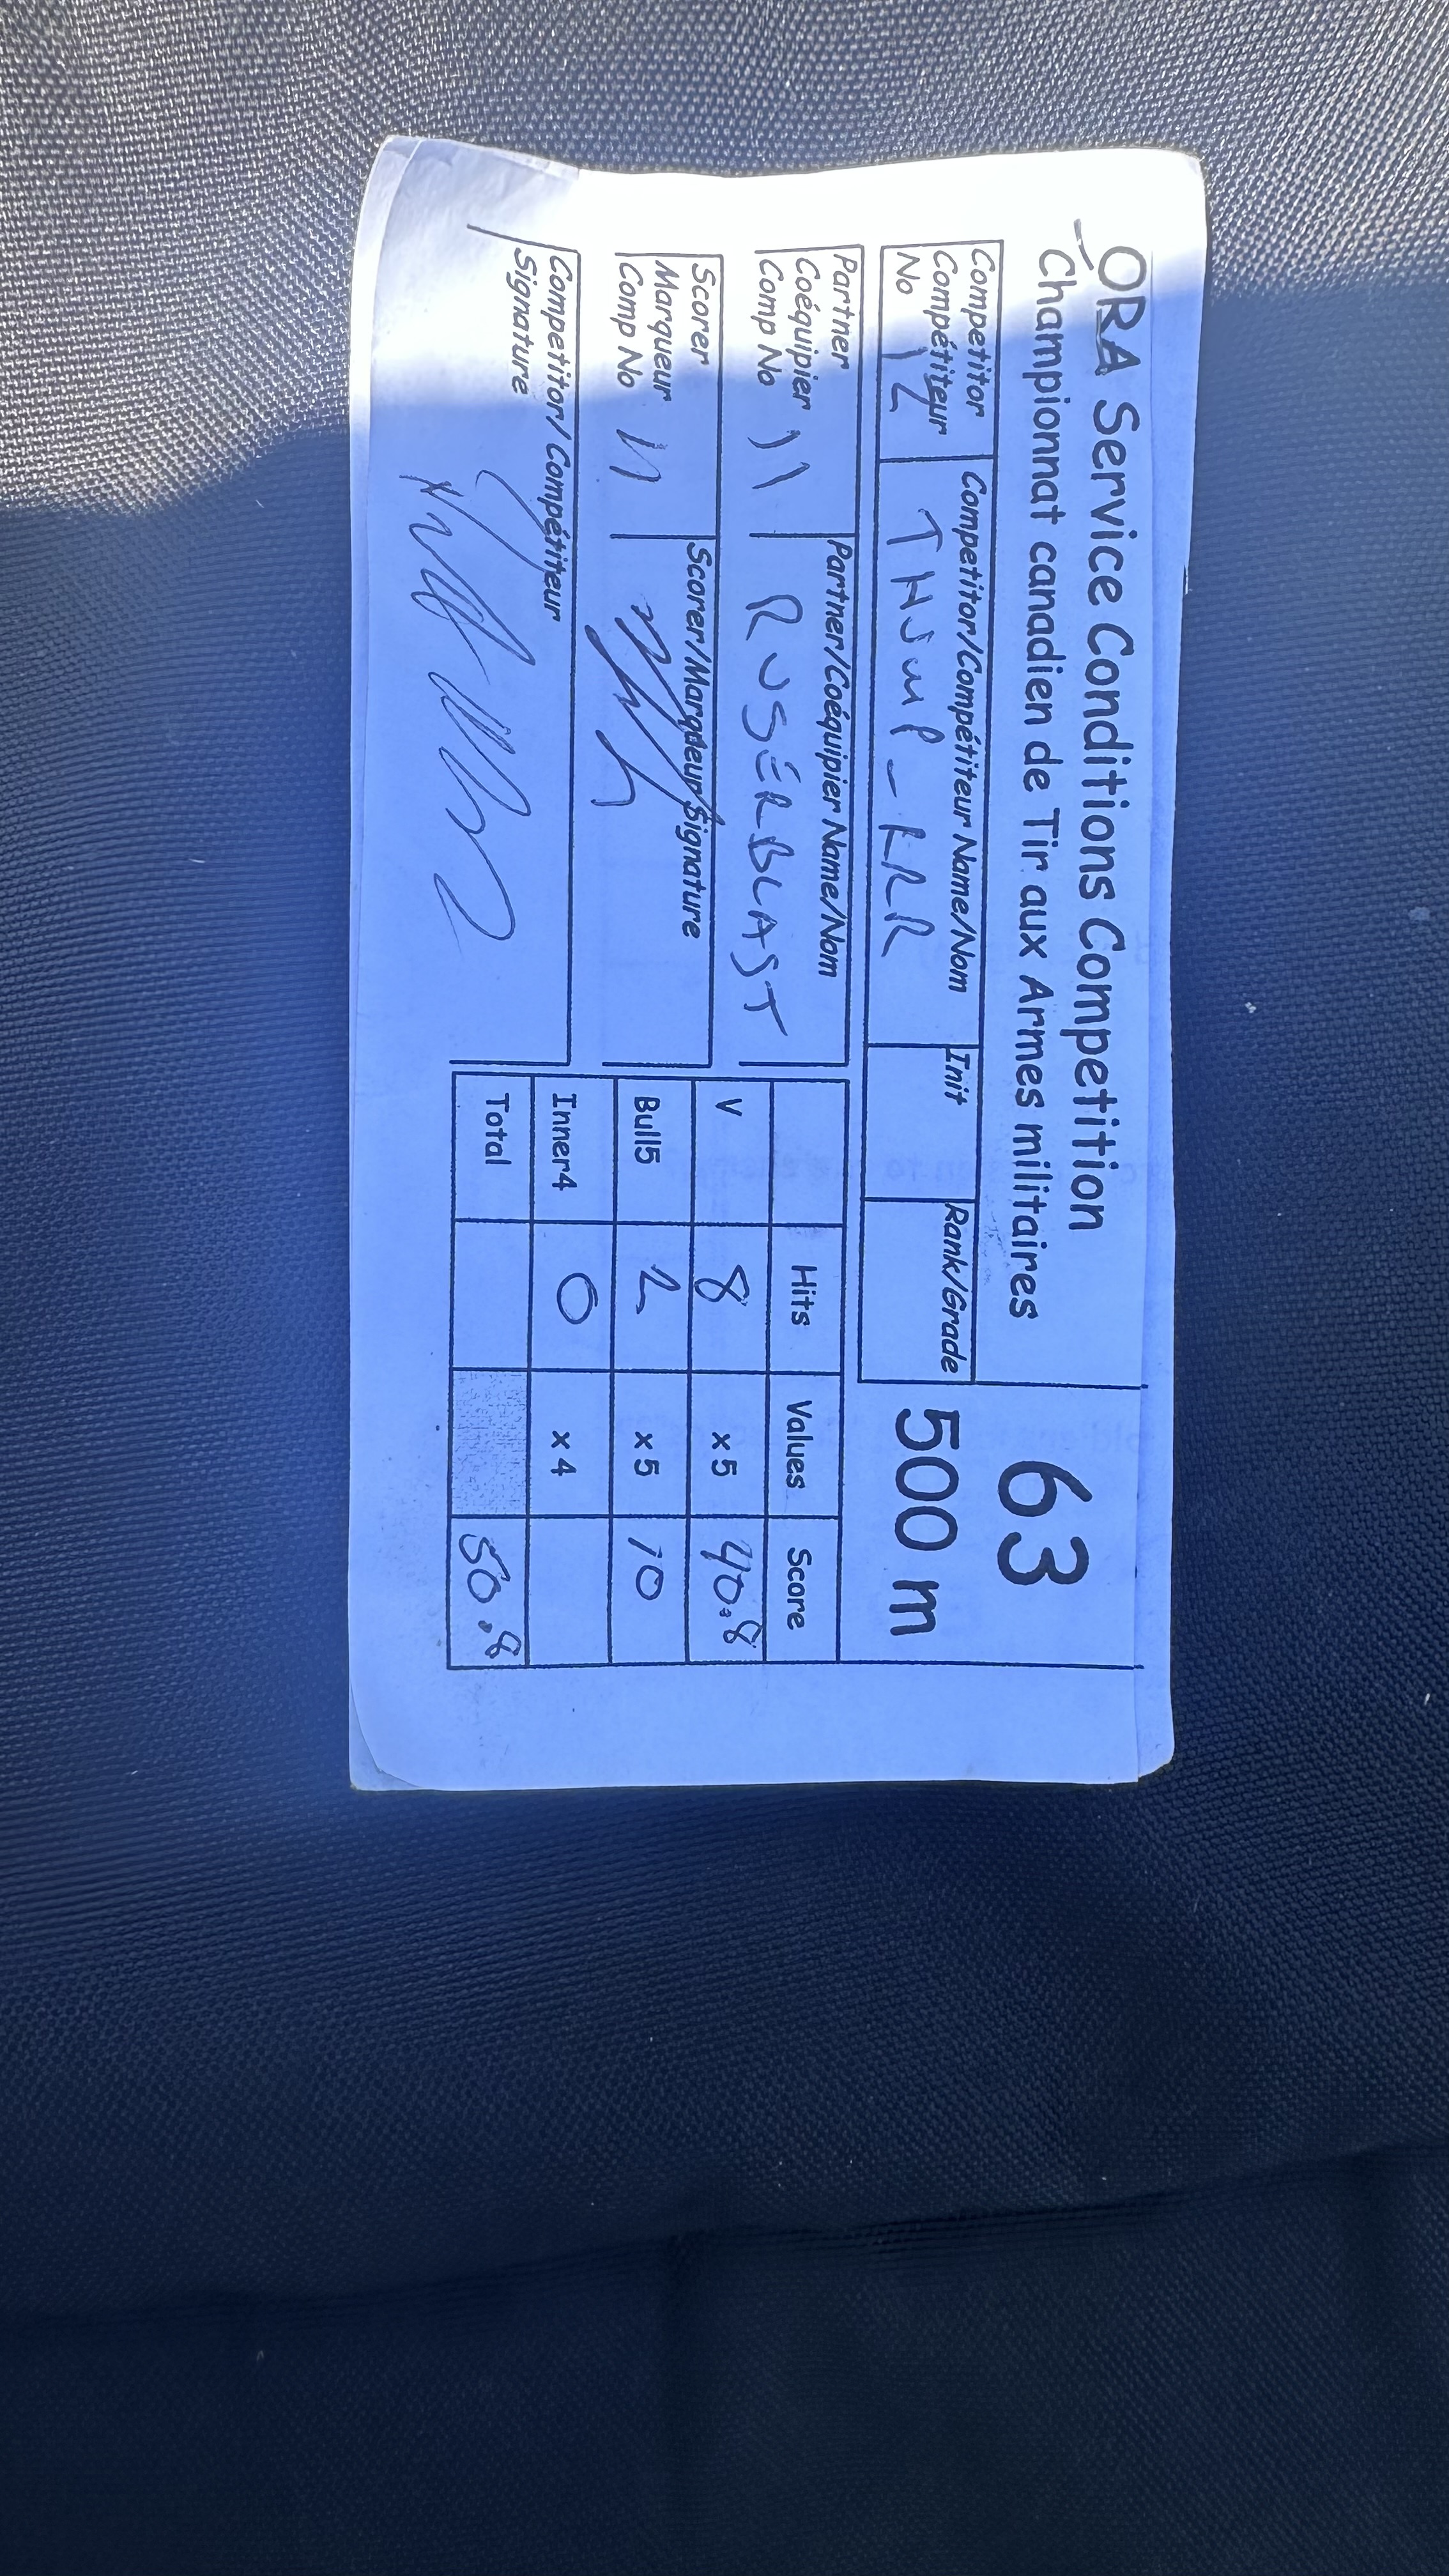 ORA Service Conditions Competition
Championnat canadien de Tir aux Armes militaires
63
500 m
Competitor Compétiteur No 12
Competitor/Compétiteur Name/Nom
Init
Rank/Grade
Partner Coéquipier Comp No 11
Partner/Coéquipier Name/Nom
Scorer Marqueur Comp No 11
Scorer/Marqueur Signature
Competitor/Compétiteur Signature
Hits Values Score
V 8 x 5 40.8
Bull5 2 x 5 10
Inner4 0 x 4
Total 50.8